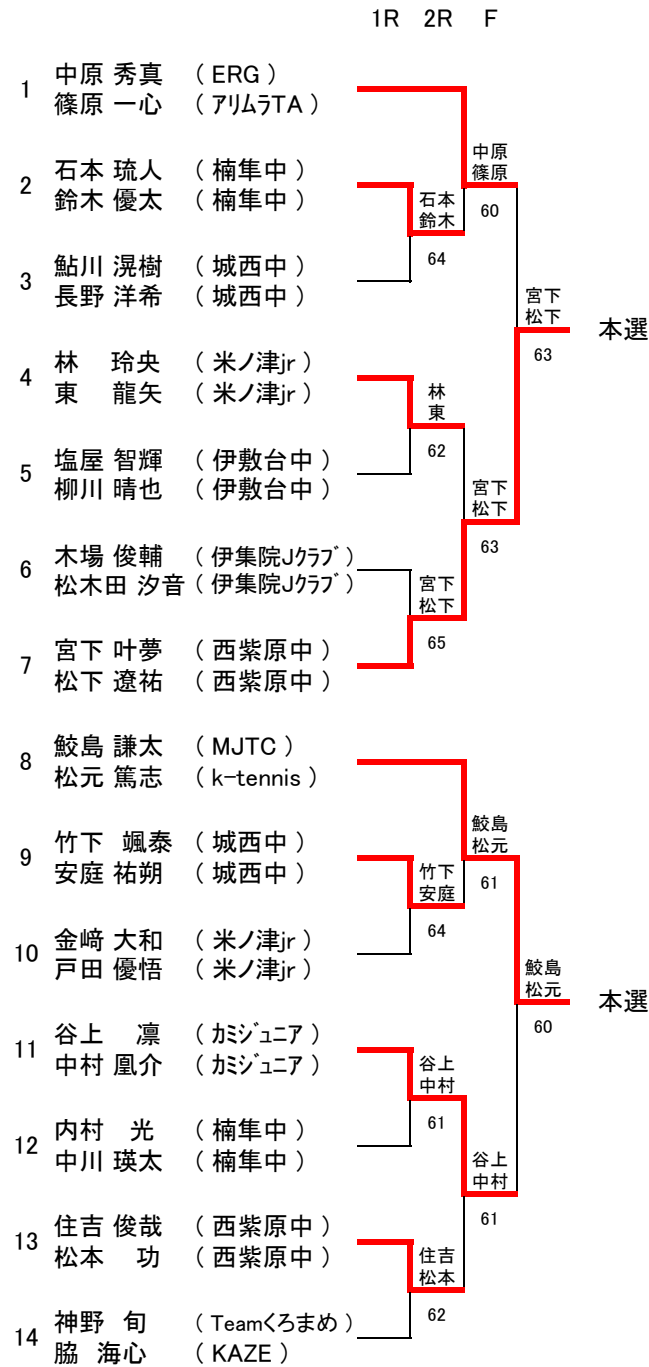 1R 2R F
1 中原 秀真 ( ERG )
篠原 一心 ( アリムラTA )
中原
篠原
60
2 石本 琉人 ( 楠隼中 )
鈴木 優太 ( 楠隼中 )
石本
鈴木
64
3 鮎川 滉樹 ( 城西中 )
長野 洋希 ( 城西中 )
宮下
松下
63
本選
4 林 玲央 ( 米ノ津jr )
東 龍矢 ( 米ノ津jr )
林
東
62
5 塩屋 智輝 ( 伊敷台中 )
柳川 晴也 ( 伊敷台中 )
宮下
松下
63
6 木場 俊輔 ( 伊集院Jクラブ )
松木田 汐音 ( 伊集院Jクラブ )
宮下
松下
65
7 宮下 叶夢 ( 西紫原中 )
松下 遼祐 ( 西紫原中 )
8 鮫島 謙太 ( MJTC )
松元 篤志 ( k-tennis )
鮫島
松元
61
9 竹下 颯泰 ( 城西中 )
安庭 祐朔 ( 城西中 )
竹下
安庭
64
10 金﨑 大和 ( 米ノ津jr )
戸田 優悟 ( 米ノ津jr )
鮫島
松元
60
本選
11 谷上 凛 ( カミジュニア )
中村 凰介 ( カミジュニア )
谷上
中村
61
12 内村 光 ( 楠隼中 )
中川 瑛太 ( 楠隼中 )
谷上
中村
61
13 住吉 俊哉 ( 西紫原中 )
松本 功 ( 西紫原中 )
住吉
松本
62
14 神野 旬 ( Teamくろまめ )
脇 海心 ( KAZE )